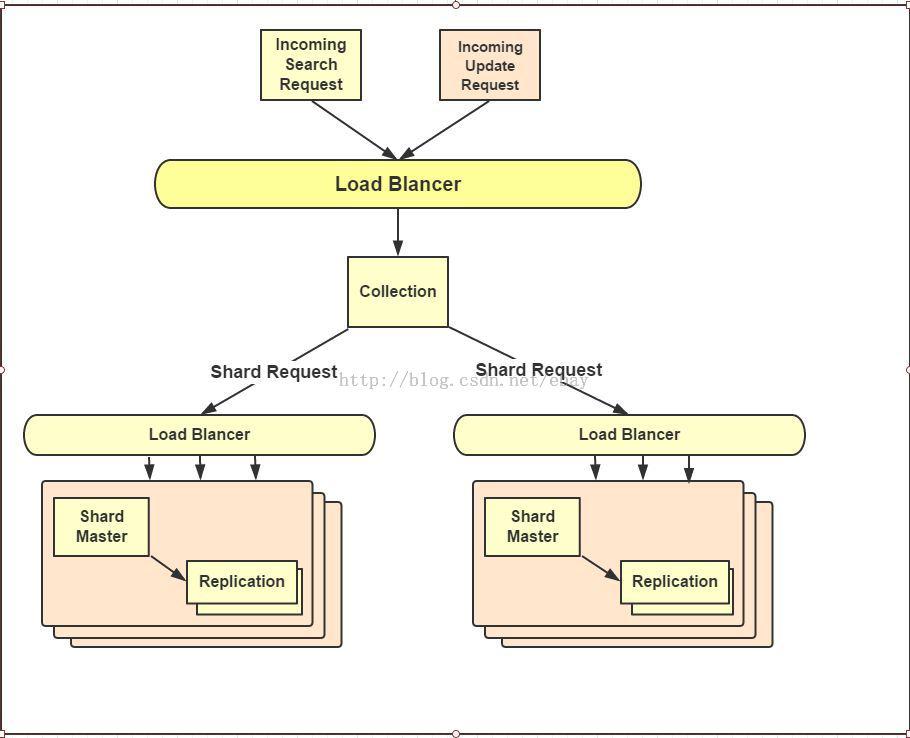 Incoming
Search
Request
Incoming
Update
Request
Load Blancer
Collection
Shard Request
Shard Request
http://blog.csdn.net/ebay
Load Blancer
Load Blancer
Shard
Master
Replication
Shard
Master
Replication